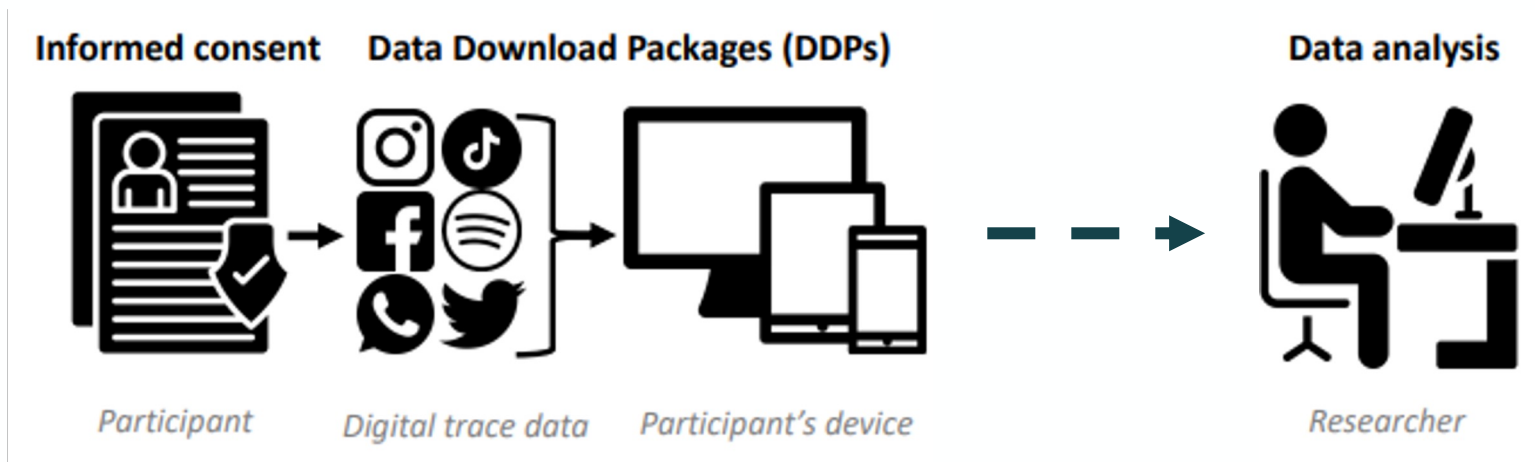 Informed consent
Data Download Packages (DDPs)
Data analysis
Participant
Digital trace data
Participant's device
Researcher